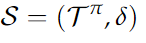 𝒮 = (𝒯^π, δ)